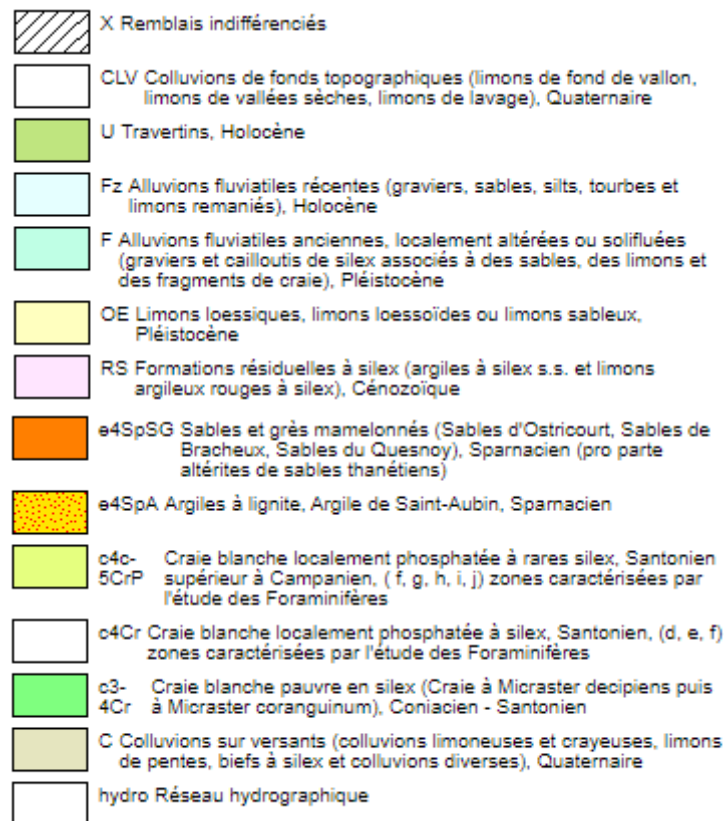 X Remblais indifférenciés
CLV Colluvions de fonds topographiques (limons de fond de vallon,
limons de vallées sèches, limons de lavage), Quaternaire
U Travertins, Holocène
Fz Alluvions fluviatiles récentes (graviers, sables, silts, tourbes et
limons remaniés), Holocène
F Alluvions fluviatiles anciennes, localement altérées ou solifluées
(graviers et cailloutis de silex associés à des sables, des limons et
des fragments de craie), Pléistocène
OE Limons loessiques, limons loessoïdes ou limons sableux,
Pléistocène
RS Formations résiduelles à silex (argiles à silex s.s. et limons
argileux rouges à silex), Cénozoïque
e4SpSG Sables et grès mamelonnés (Sables d'Ostricourt, Sables de
Bracheux, Sables du Quesnoy), Sparnacien (pro parte
altérites de sables thanétiens)
e4SpA Argiles à lignite, Argile de Saint-Aubin, Sparnacien
c4c- Craie blanche localement phosphatée à rares silex, Santonien
5CrP supérieur à Campanien, ( f, g, h, i, j) zones caractérisées par
l'étude des Foraminifères
c4Cr Craie blanche localement phosphatée à silex, Santonien, (d, e, f)
zones caractérisées par l'étude des Foraminifères
c3- Craie blanche pauvre en silex (Craie à Micraster decipiens puis
4Cr à Micraster coranguinum), Coniacien - Santonien
C Colluvions sur versants (colluvions limoneuses et crayeuses, limons
de pentes, biefs à silex et colluvions diverses), Quaternaire
hydro Réseau hydrographique